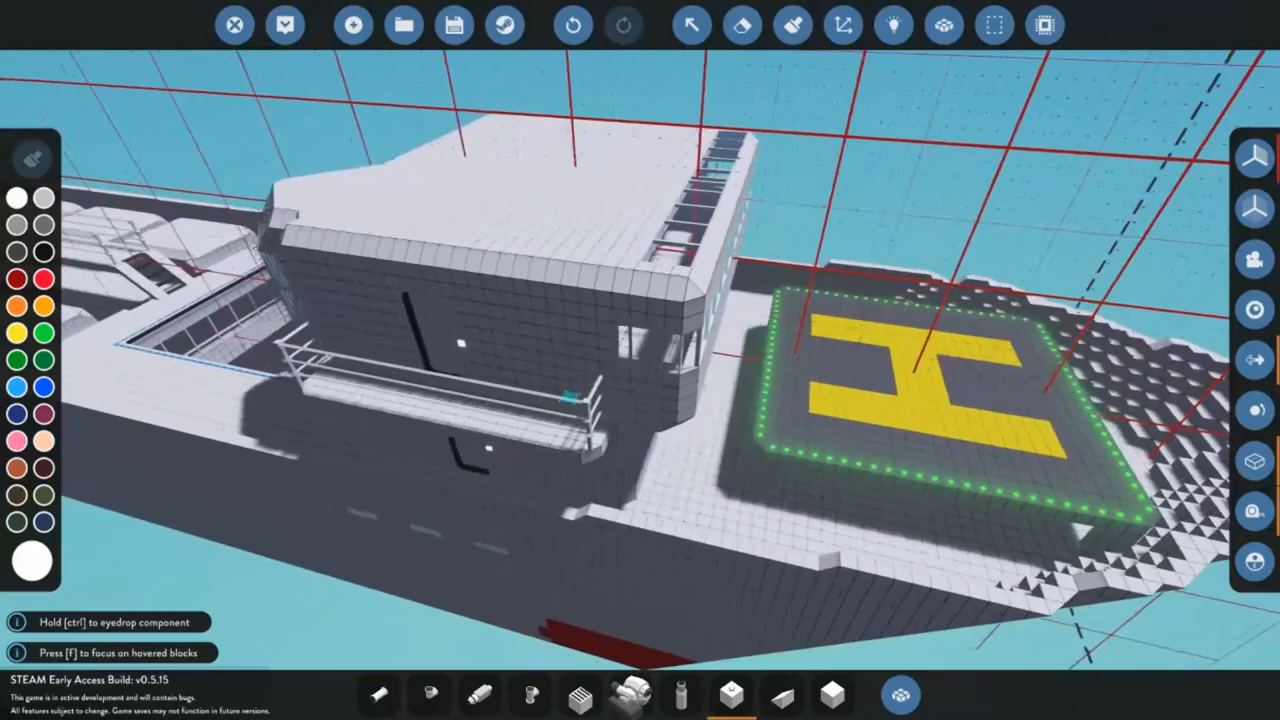 H
Hold [ctrl] to eyedrop component
Press [f] to focus on hovered blocks
STEAM Early Access Build: v0.5.15
This game is in active development and will contain bugs.
All features subject to change. Game saves may not function in future versions.